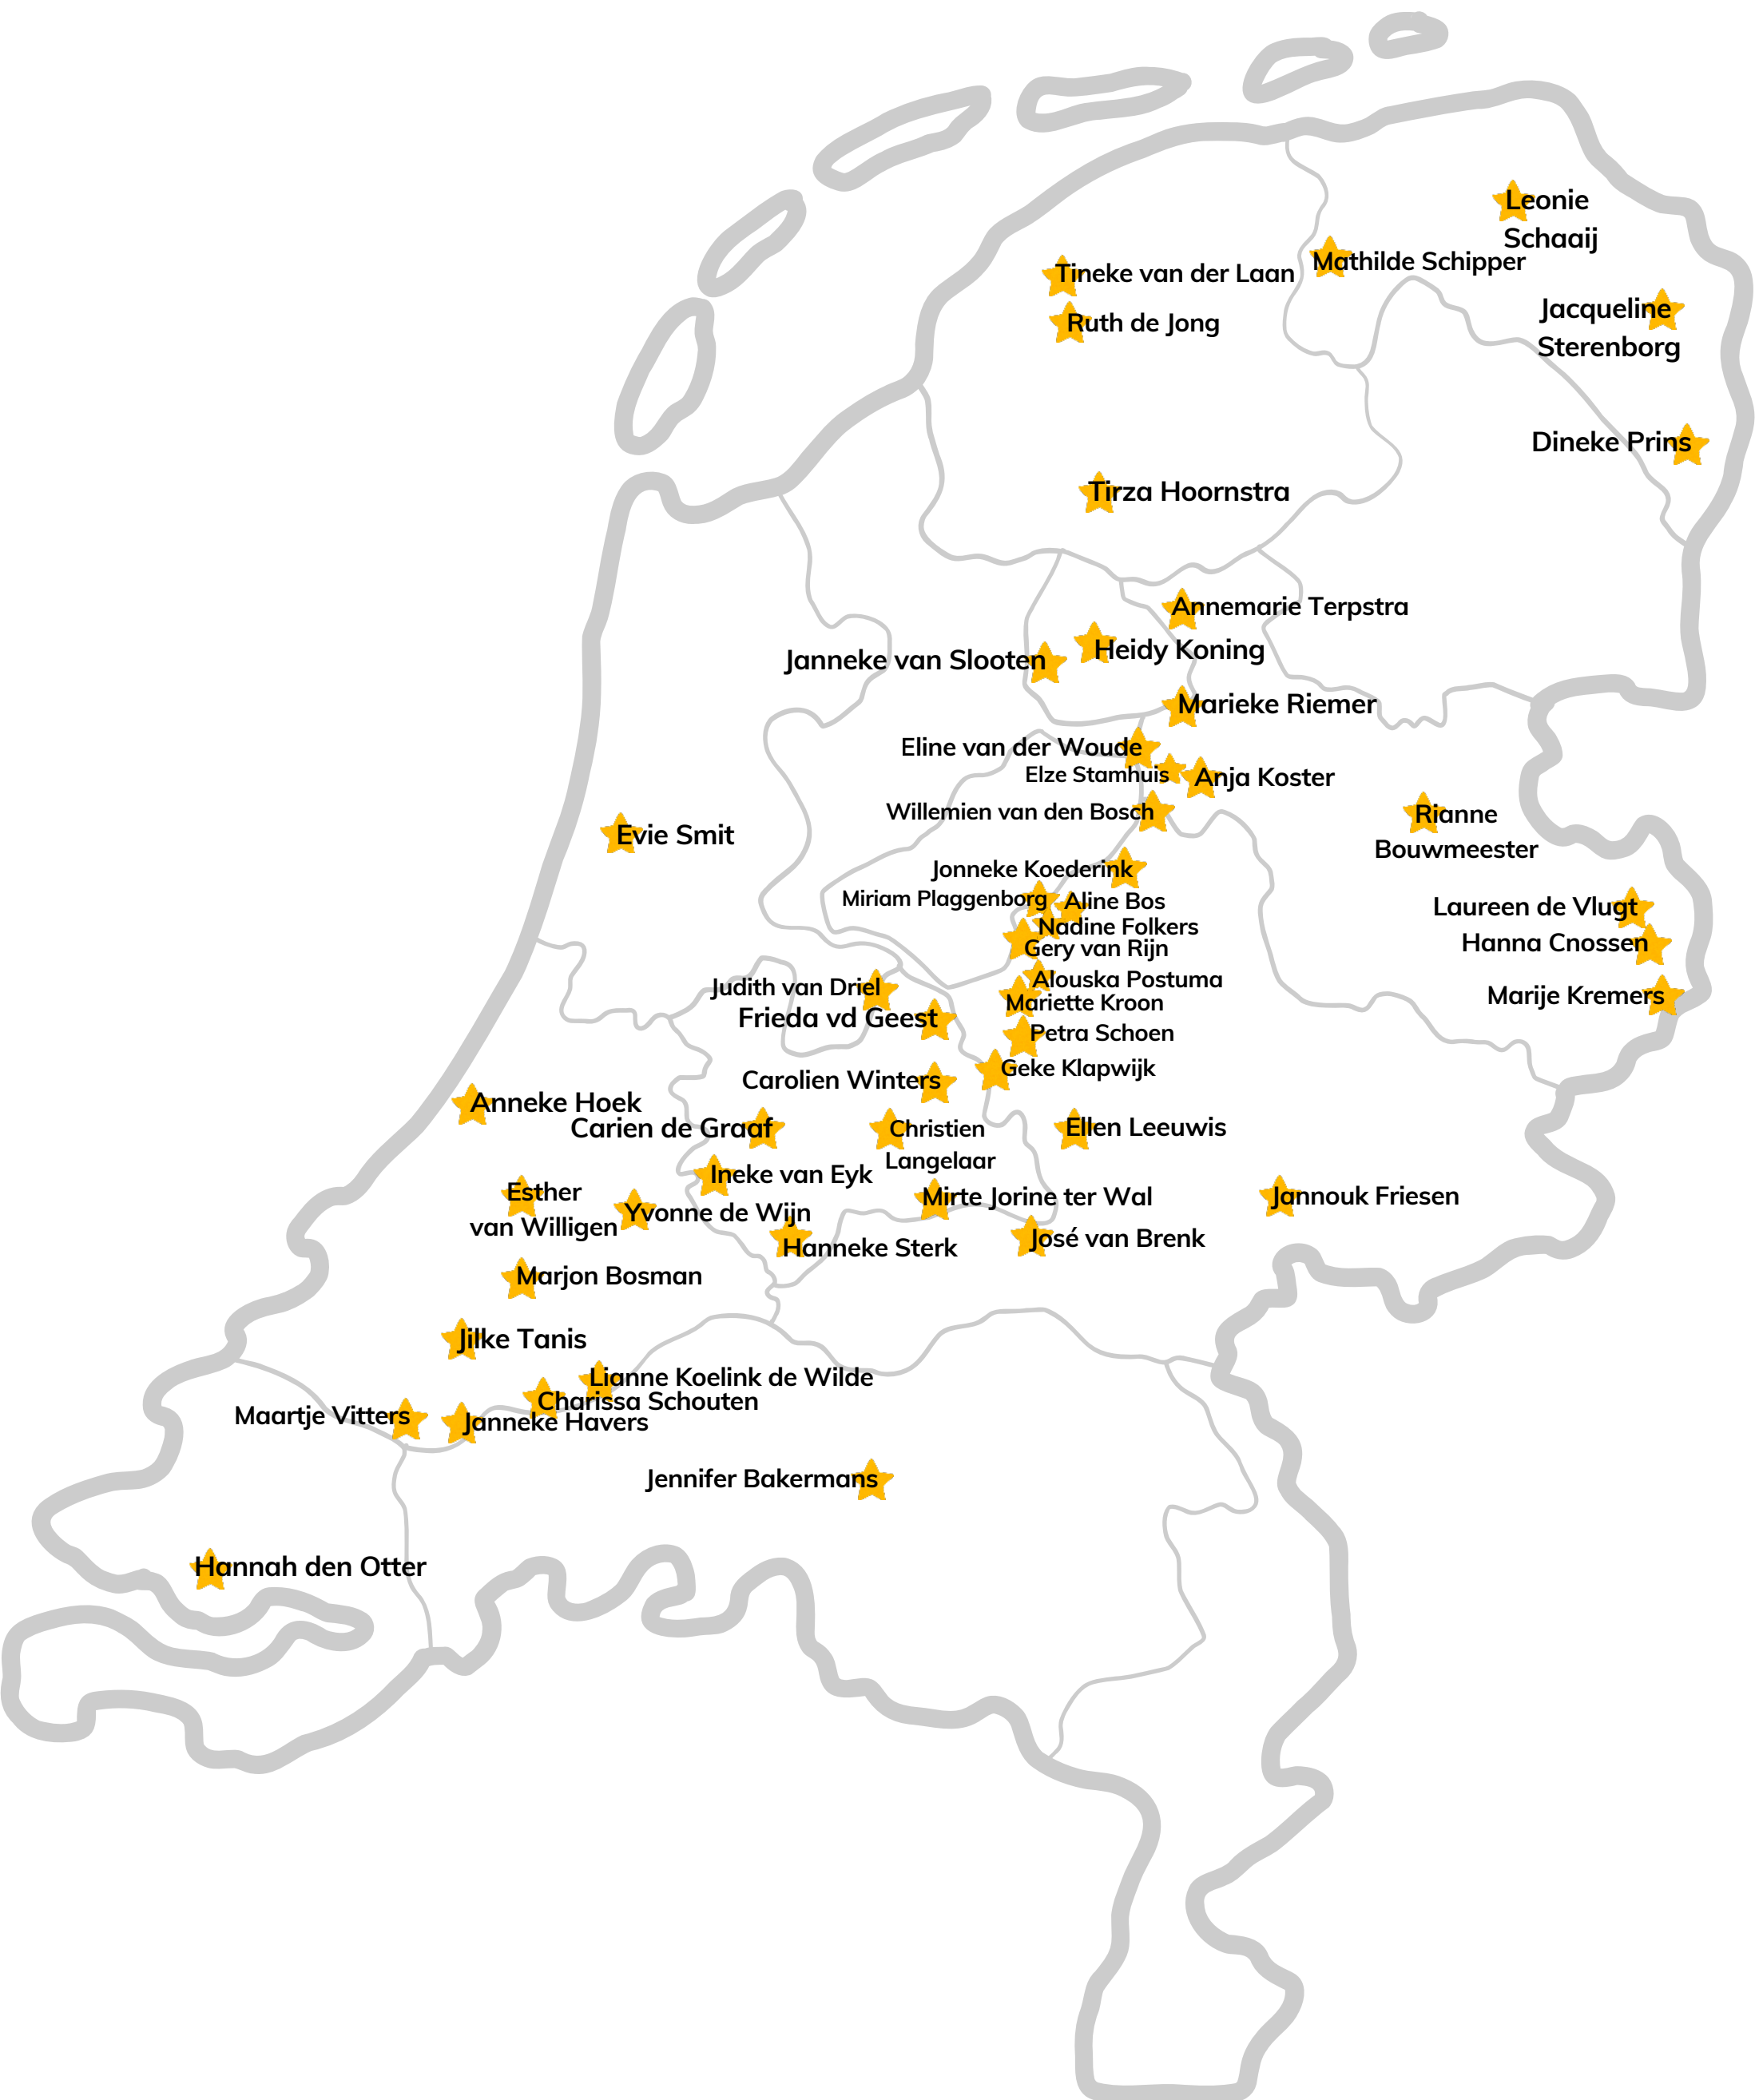 Leonie
Schaaij
Mathilde Schipper
Tineke van der Laan
Jacqueline
Sterenborg
Ruth de Jong
Dineke Prins
Tirza Hoornstra
Annemarie Terpstra
Heidy Koning
Janneke van Slooten
Marieke Riemer
Eline van der Woude
Elze Stamhuis
Anja Koster
Willemien van den Bosch
Rianne
Bouwmeester
Evie Smit
Jonneke Koederink
Miriam Plaggenborg
Aline Bos
Laureen de Vlugt
Nadine Folkers
Gery van Rijn
Hanna Cnossen
Alouska Postuma
Judith van Driel
Marije Kremers
Mariette Kroon
Frieda vd Geest
Petra Schoen
Geke Klapwijk
Carolien Winters
Anneke Hoek
Carien de Graaf
Christien
Langelaar
Ellen Leeuwis
Ineke van Eyk
Esther
van Willigen
Mirte Jorine ter Wal
Jannouk Friesen
Yvonne de Wijn
José van Brenk
Hanneke Sterk
Marjon Bosman
Jilke Tanis
Lianne Koelink de Wilde
Charissa Schouten
Maartje Vitters
Janneke Havers
Jennifer Bakermans
Hannah den Otter